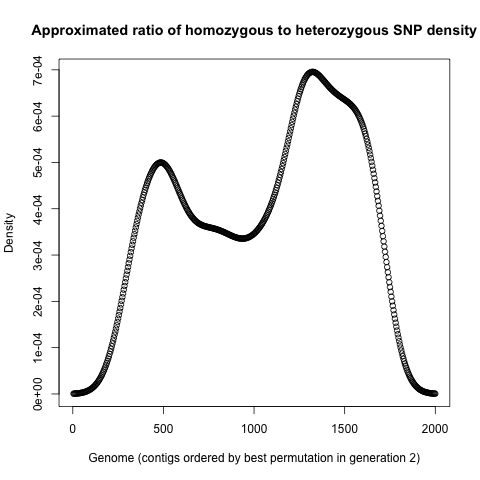 Approximated ratio of homozygous to heterozygous SNP density
7e-04
6e-04
5e-04
4e-04
3e-04
2e-04
1e-04
0e+00
Density
0 500 1000 1500 2000
Genome (contigs ordered by best permutation in generation 2)